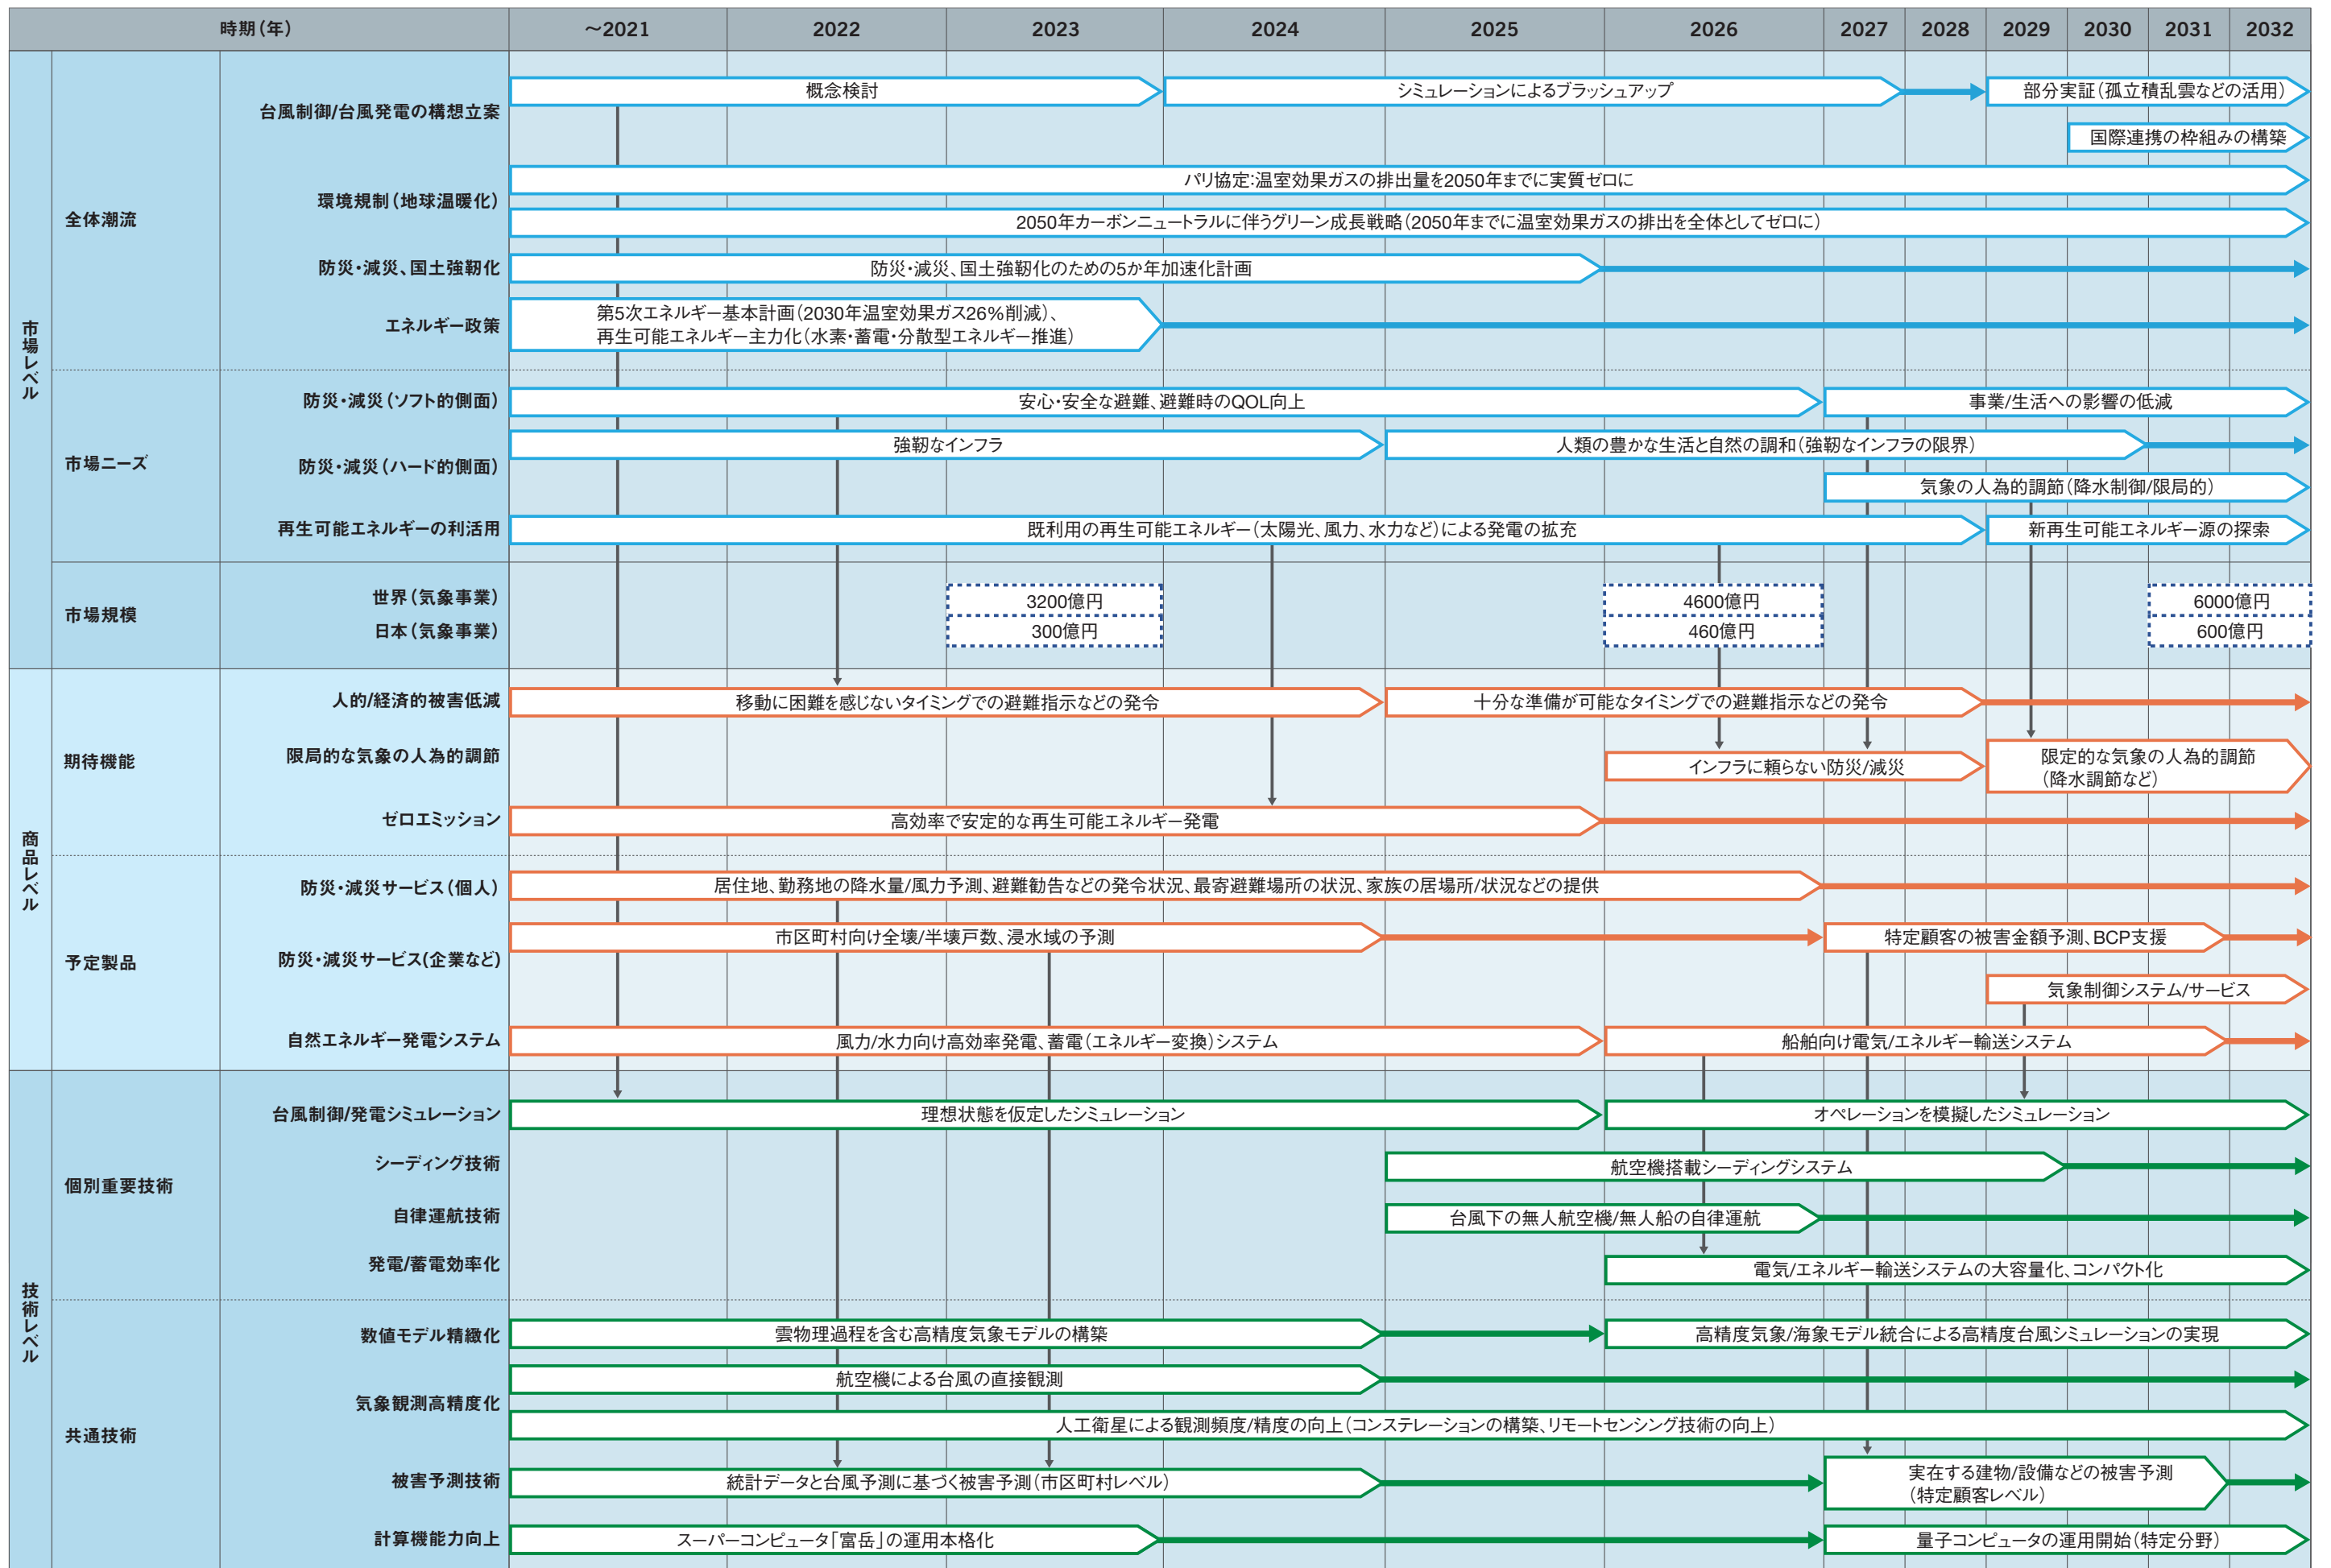 時期(年)
～2021
2022
2023
2024
2025
2026
2027
2028
2029
2030
2031
2032
市場レベル
全体潮流
台風制御/台風発電の構想立案
概念検討
シミュレーションによるブラッシュアップ
部分実証(孤立積乱雲などの活用)
国際連携の枠組みの構築
環境規制(地球温暖化)
パリ協定:温室効果ガスの排出量を2050年までに実質ゼロに
2050年カーボンニュートラルに伴うグリーン成長戦略(2050年までに温室効果ガスの排出を全体としてゼロに)
防災・減災、国土強靭化
防災・減災、国土強靭化のための5か年加速化計画
エネルギー政策
第5次エネルギー基本計画(2030年温室効果ガス26%削減)、
再生可能エネルギー主力化(水素・蓄電・分散型エネルギー推進)
市場ニーズ
防災・減災(ソフト的側面)
安心・安全な避難、避難時のQOL向上
事業/生活への影響の低減
防災・減災(ハード的側面)
強靭なインフラ
人類の豊かな生活と自然の調和(強靭なインフラの限界)
気象の人為的調節(降水制御/限局的)
再生可能エネルギーの利活用
既利用の再生可能エネルギー(太陽光、風力、水力など)による発電の拡充
新再生可能エネルギー源の探索
市場規模
世界(気象事業)
3200億円
4600億円
6000億円
日本(気象事業)
300億円
460億円
600億円
商品レベル
期待機能
人的/経済的被害低減
移動に困難を感じないタイミングでの避難指示などの発令
十分な準備が可能なタイミングでの避難指示などの発令
限局的な気象の人為的調節
インフラに頼らない防災/減災
限定的な気象の人為的調節
(降水調節など)
ゼロエミッション
高効率で安定的な再生可能エネルギー発電
予定製品
防災・減災サービス(個人)
居住地、勤務地の降水量/風力予測、避難勧告などの発令状況、最寄避難場所の状況、家族の居場所/状況などの提供
防災・減災サービス(企業など)
市区町村向け全壊/半壊戸数、浸水域の予測
特定顧客の被害金額予測、BCP支援
気象制御システム/サービス
自然エネルギー発電システム
風力/水力向け高効率発電、蓄電(エネルギー変換)システム
船舶向け電気/エネルギー輸送システム
技術レベル
個別重要技術
台風制御/発電シミュレーション
理想状態を仮定したシミュレーション
オペレーションを模擬したシミュレーション
シーディング技術
航空機搭載シーディングシステム
自律運航技術
台風下の無人航空機/無人船の自律運航
発電/蓄電効率化
電気/エネルギー輸送システムの大容量化、コンパクト化
共通技術
数値モデル精緻化
雲物理過程を含む高精度気象モデルの構築
高精度気象/海象モデル統合による高精度台風シミュレーションの実現
気象観測高精度化
航空機による台風の直接観測
人工衛星による観測頻度/精度の向上(コンステレーションの構築、リモートセンシング技術の向上)
被害予測技術
統計データと台風予測に基づく被害予測(市区町村レベル)
実在する建物/設備などの被害予測
(特定顧客レベル)
計算機能力向上
スーパーコンピュータ「富岳」の運用本格化
量子コンピュータの運用開始(特定分野)